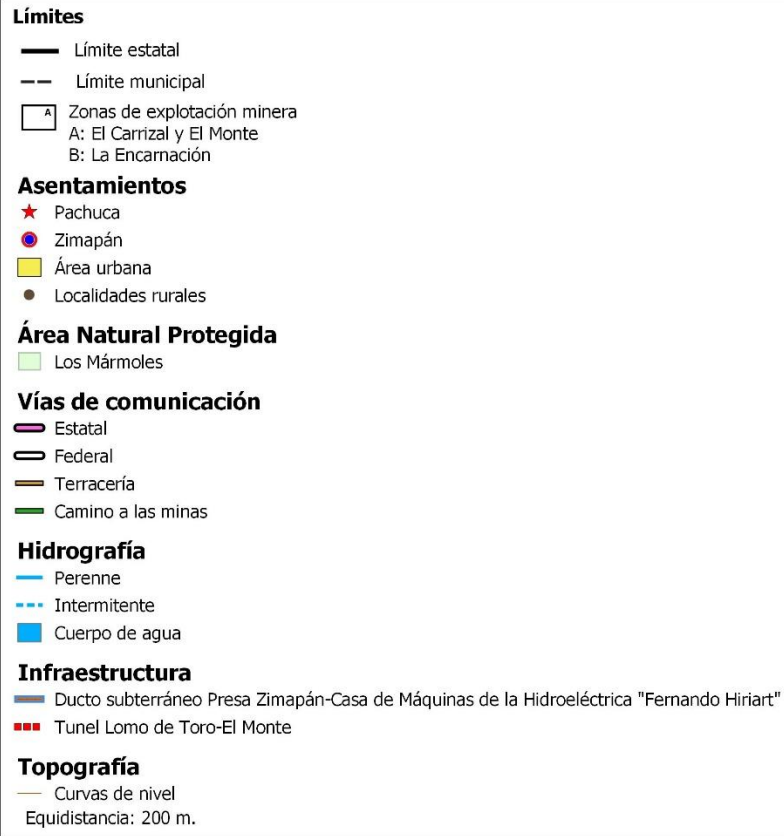 Límites
Límite estatal
Límite municipal
A
Zonas de explotación minera
A: El Carrizal y El Monte
B: La Encarnación
Asentamientos
Pachuca
Zimapán
Área urbana
Localidades rurales
Área Natural Protegida
Los Mármoles
Vías de comunicación
Estatal
Federal
Terracería
Camino a las minas
Hidrografía
Perenne
Intermitente
Cuerpo de agua
Infraestructura
Ducto subterráneo Presa Zimapán-Casa de Máquinas de la Hidroeléctrica "Fernando Hiriart"
Tunel Lomo de Toro-El Monte
Topografía
Curvas de nivel
Equidistancia: 200 m.